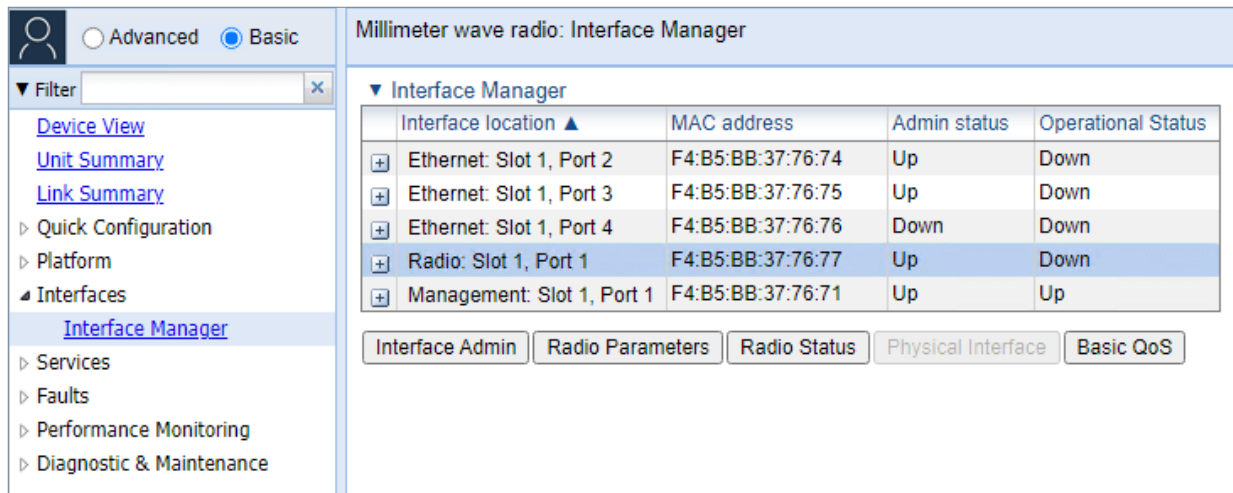 Advanced Basic
Millimeter wave radio: Interface Manager
▼ Filter
Device View
Unit Summary
Link Summary
Quick Configuration
Platform
Interfaces
Interface Manager
Services
Faults
Performance Monitoring
Diagnostic & Maintenance
▼ Interface Manager
Interface location ▲ MAC address Admin status Operational Status
Ethernet: Slot 1, Port 2 F4:B5:BB:37:76:74 Up Down
Ethernet: Slot 1, Port 3 F4:B5:BB:37:76:75 Up Down
Ethernet: Slot 1, Port 4 F4:B5:BB:37:76:76 Down Down
Radio: Slot 1, Port 1 F4:B5:BB:37:76:77 Up Down
Management: Slot 1, Port 1 F4:B5:BB:37:76:71 Up Up
Interface Admin Radio Parameters Radio Status Physical Interface Basic QoS